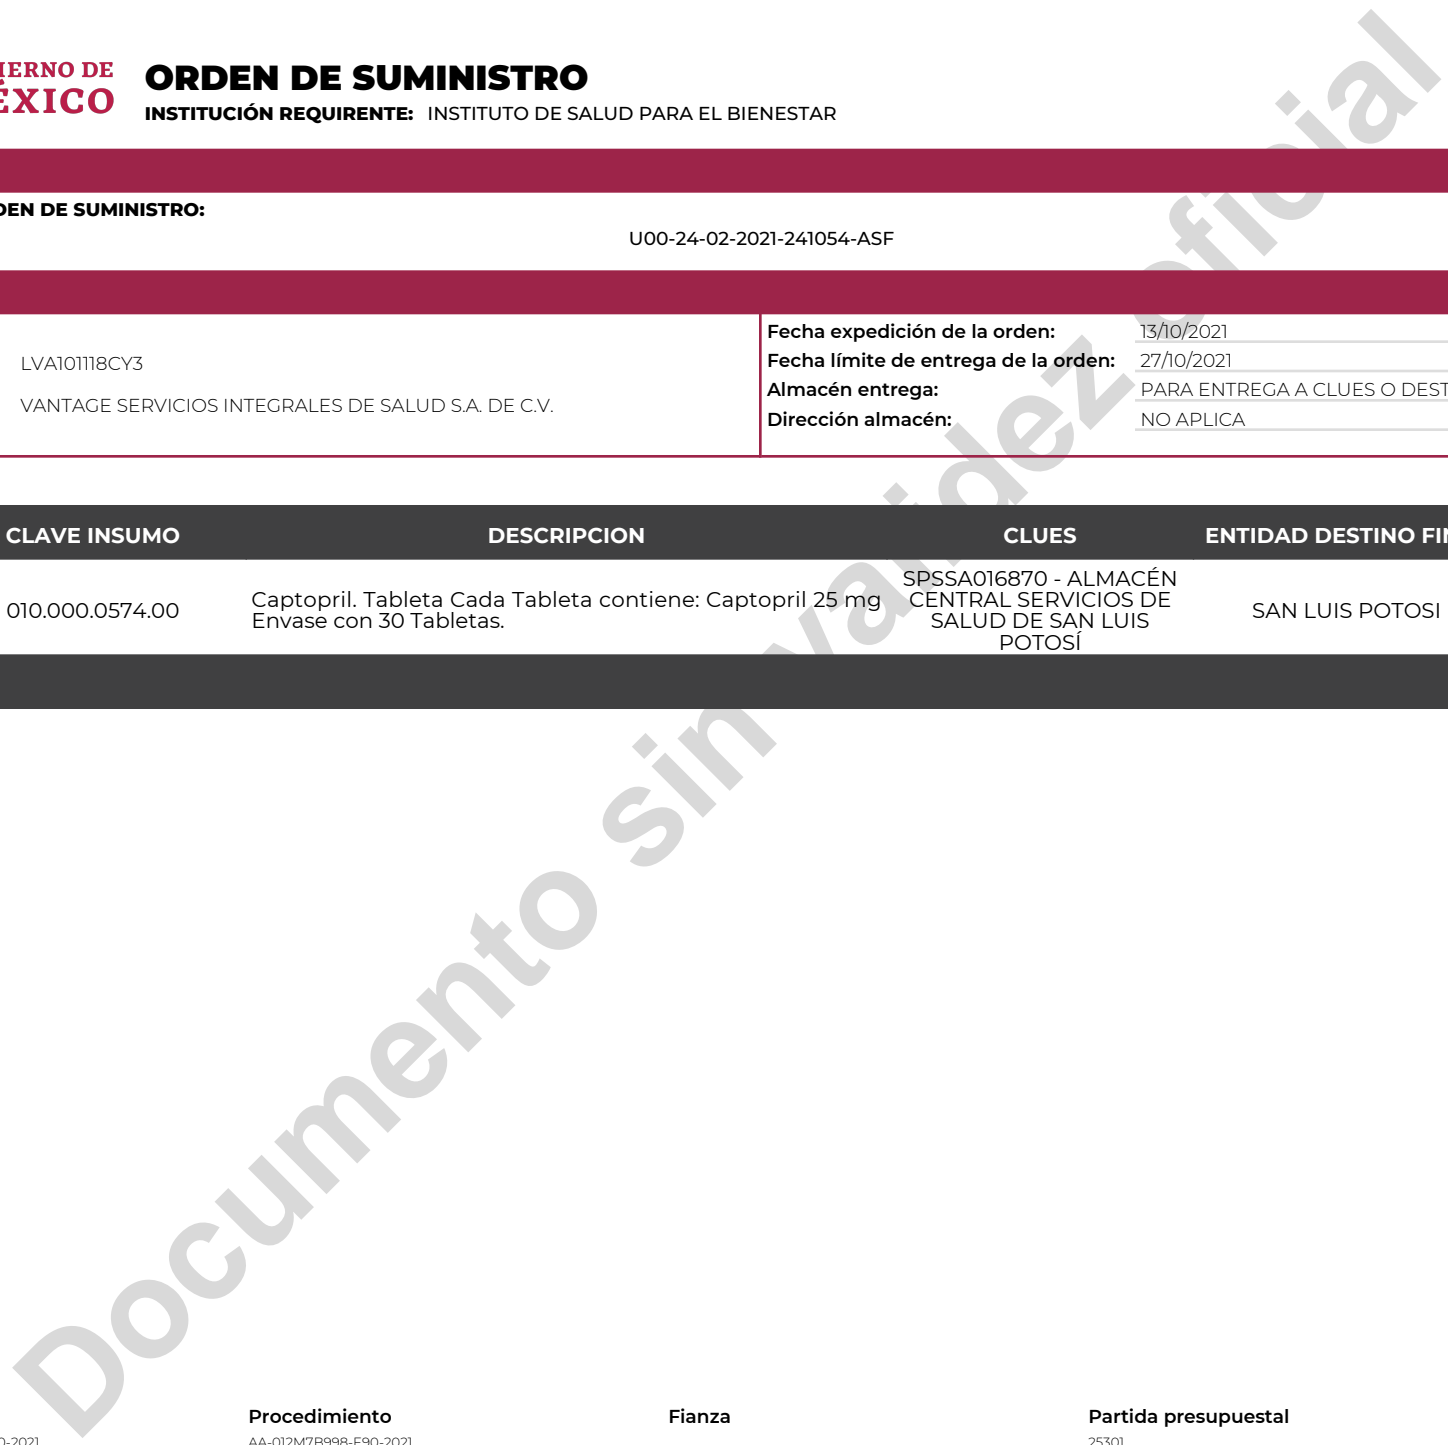 IERNO DE
ÉXICO
ORDEN DE SUMINISTRO
INSTITUCIÓN REQUIRENTE: INSTITUTO DE SALUD PARA EL BIENESTAR
DEN DE SUMINISTRO:
U00-24-02-2021-241054-ASF
LVA101118CY3
VANTAGE SERVICIOS INTEGRALES DE SALUD S.A. DE C.V.
Fecha expedición de la orden: 13/10/2021
Fecha límite de entrega de la orden: 27/10/2021
Almacén entrega: PARA ENTREGA A CLUES O DEST
Dirección almacén: NO APLICA
CLAVE INSUMO DESCRIPCION CLUES ENTIDAD DESTINO FIN
010.000.0574.00
Captopril. Tableta Cada Tableta contiene: Captopril 25 mg
Envase con 30 Tabletas.
SPSSA016870 - ALMACÉN
CENTRAL SERVICIOS DE
SALUD DE SAN LUIS
POTOSÍ
SAN LUIS POTOSI
Documento sin validez oficial
Procedimiento Fianza Partida presupuestal
0-2021 AA-012M7B998-E90-2021 25301